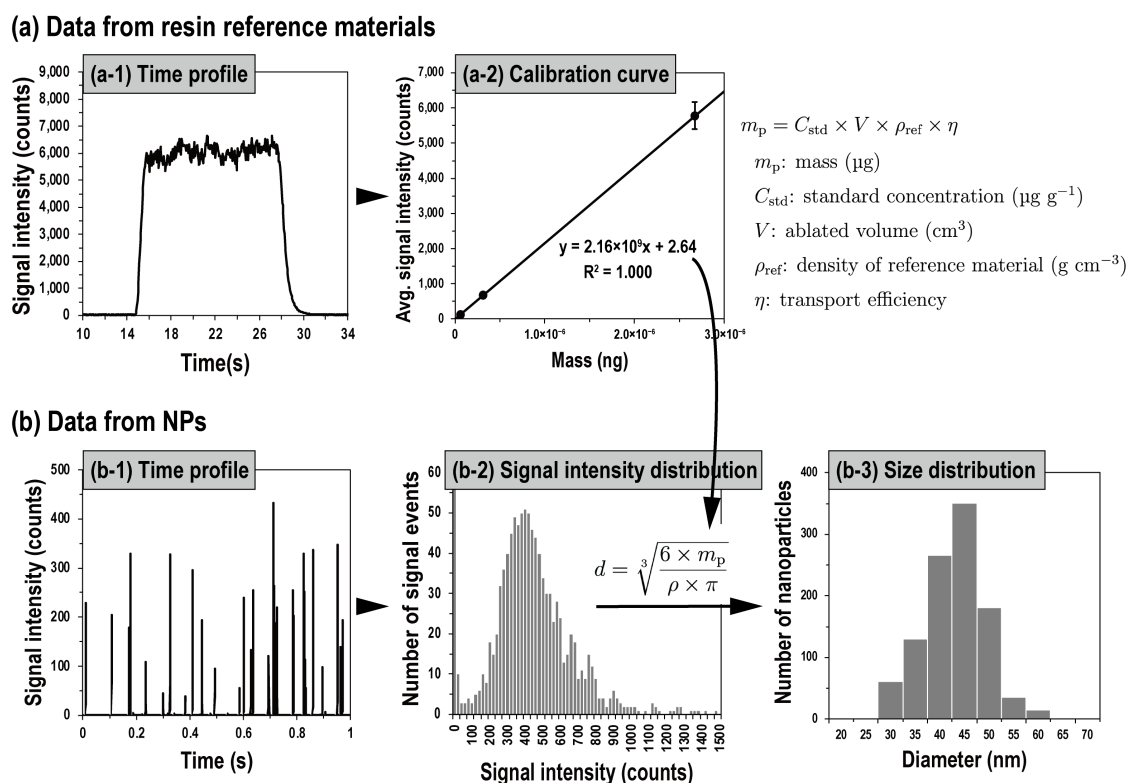 (a) Data from resin reference materials
(a-1) Time profile
Signal intensity (counts)
9,000
8,000
7,000
6,000
5,000
4,000
3,000
2,000
1,000
0
10 14 18 22 26 30 34
Time(s)
(a-2) Calibration curve
Avg. signal intensity (counts)
7,000
6,000
5,000
4,000
3,000
2,000
1,000
0
y = 2.16×10⁹x + 2.64
R² = 1.000
0 1.0×10⁻⁶ 2.0×10⁻⁶ 3.0×10⁻⁶
Mass (ng)
mₚ = C_std × V × ρ_ref × η
mₚ: mass (µg)
C_std: standard concentration (µg g⁻¹)
V: ablated volume (cm³)
ρ_ref: density of reference material (g cm⁻³)
η: transport efficiency
(b) Data from NPs
(b-1) Time profile
Signal intensity (counts)
500
400
300
200
100
0
0 0.2 0.4 0.6 0.8 1
Time (s)
(b-2) Signal intensity distribution
Number of signal events
60
50
40
30
20
10
0
d = ∛(6 × mₚ / ρ × π)
0 100 200 300 400 500 600 700 800 900 1000 1100 1200 1300 1400 1500
Signal intensity (counts)
(b-3) Size distribution
Number of nanoparticles
400
300
200
100
0
20 25 30 35 40 45 50 55 60 70
Diameter (nm)